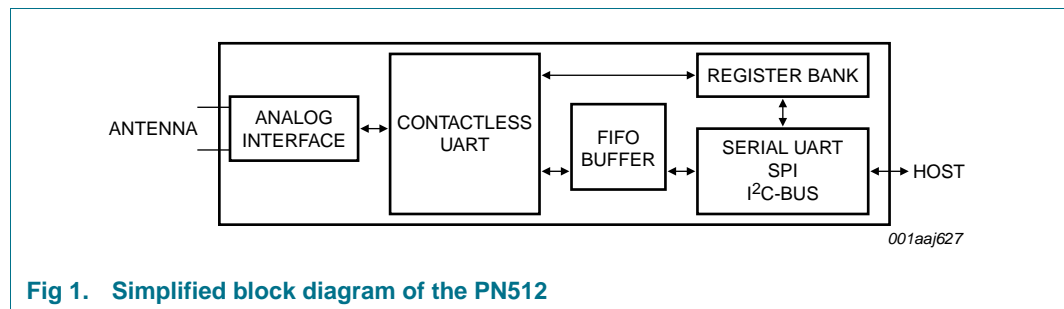 ANTENNA
ANALOG
INTERFACE
CONTACTLESS
UART
FIFO
BUFFER
REGISTER BANK
SERIAL UART
SPI
I²C-BUS
HOST
001aaj627
Fig 1. Simplified block diagram of the PN512